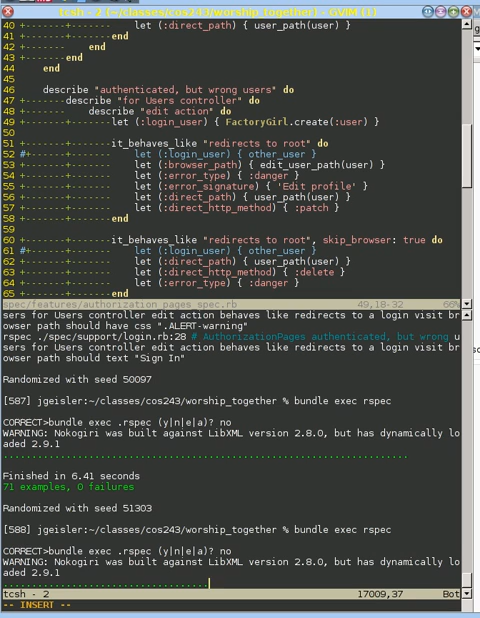 tcsh - 2 (~/classes/cos243/worship_together) - GVIM (1)
40 +-------+-------+-------    let (:direct_path) { user_path(user) }
41 +-------+-------end
42 +-------+---    end
43 +-------end
44     end
45
46     describe "authenticated, but wrong users" do
47 +-------describe "for Users controller" do
48 +-------+---    describe "edit action" do
49 +-------+-------+-------let (:login_user) { FactoryGirl.create(:user) }
50
51 +-------+-------it_behaves_like "redirects to root" do
52 #+------+-------+-------    let (:login_user) { other_user }
53 +-------+-------+-------    let (:browser_path) { edit_user_path(user) }
54 +-------+-------+-------    let (:error_type) { :danger }
55 +-------+-------+-------    let (:error_signature) { 'Edit profile' }
56 +-------+-------+-------    let (:direct_path) { user_path(user) }
57 +-------+-------+-------    let (:direct_http_method) { :patch }
58 +-------+-------end
59
60 +-------+-------it_behaves_like "redirects to root", skip_browser: true do
61 #+------+-------+-------    let (:login_user) { other_user }
62 +-------+-------+-------    let (:direct_path) { user_path(user) }
63 +-------+-------+-------    let (:direct_http_method) { :delete }
64 +-------+-------+-------    let (:error_type) { :danger }
65 +-------+-------end
spec/features/authorization_pages_spec.rb 49,18-32 66%
sers for Users controller edit action behaves like redirects to a login visit br
owser path should have css ".ALERT-warning"
rspec ./spec/support/login.rb:28 # AuthorizationPages authenticated, but wrong u
sers for Users controller edit action behaves like redirects to a login visit br
owser path should text "Sign In"
Randomized with seed 50097
[587] jgeisler:~/classes/cos243/worship_together % bundle exec rspec
CORRECT>bundle exec .rspec (y|n|e|a)? no
WARNING: Nokogiri was built against LibXML version 2.8.0, but has dynamically lo
aded 2.9.1
.......................................................................
Finished in 6.41 seconds
71 examples, 0 failures
Randomized with seed 51303
[588] jgeisler:~/classes/cos243/worship_together % bundle exec rspec
CORRECT>bundle exec .rspec (y|n|e|a)? no
WARNING: Nokogiri was built against LibXML version 2.8.0, but has dynamically lo
aded 2.9.1
....................................
tcsh - 2 17009,37 Bot
-- INSERT --